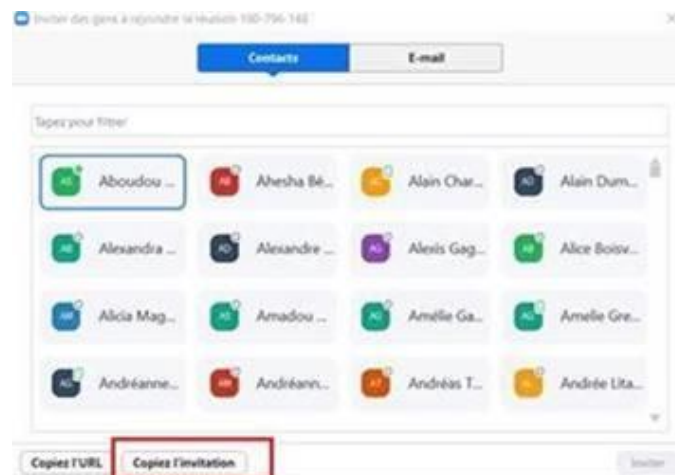 Inviter des gens à rejoindre la réunion 190-796-148
Contacts E-mail
Tapez pour filtrer
Aboudou ... Ahesha Bé... Alain Char... Alain Dum...
Alexandra ... Alexandre ... Alexis Gag... Alice Boisv...
Alicia Mag... Amadou ... Amélie Ga... Amelie Gre...
Andréanne... Andréann... Andréas T... Andrée Lita...
Copiez l'URL Copiez l'invitation Inviter